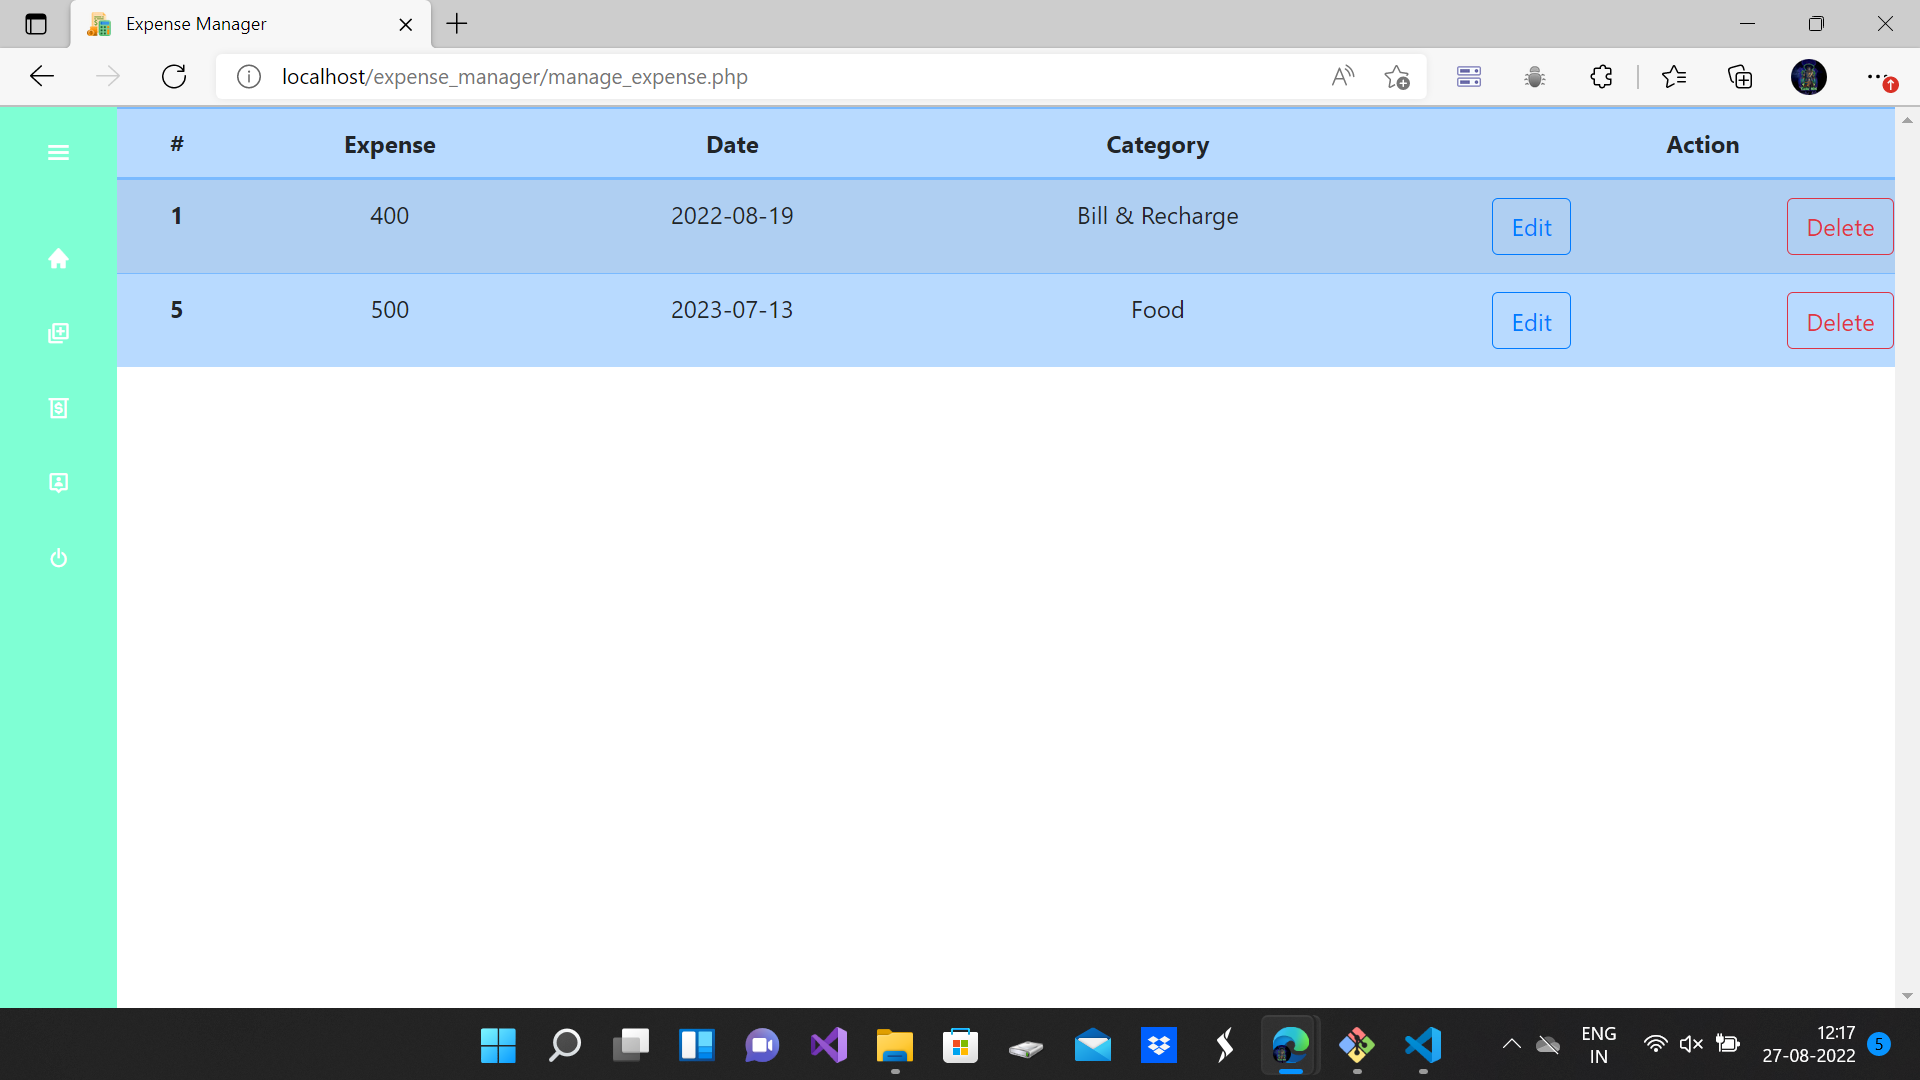 Expense Manager
localhost/expense_manager/manage_expense.php
# Expense Date Category Action
1 400 2022-08-19 Bill & Recharge Edit Delete
5 500 2023-07-13 Food Edit Delete
ENG
IN
12:17
27-08-2022
5